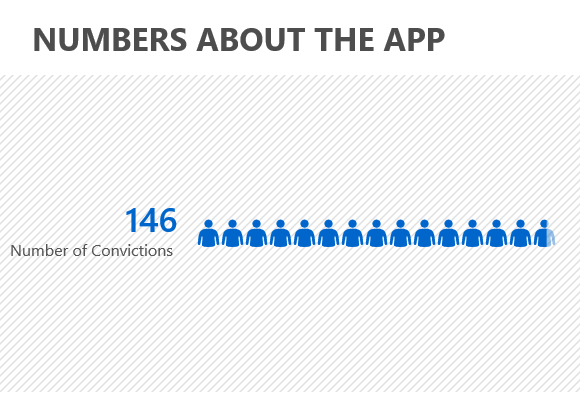 NUMBERS ABOUT THE APP
146
Number of Convictions